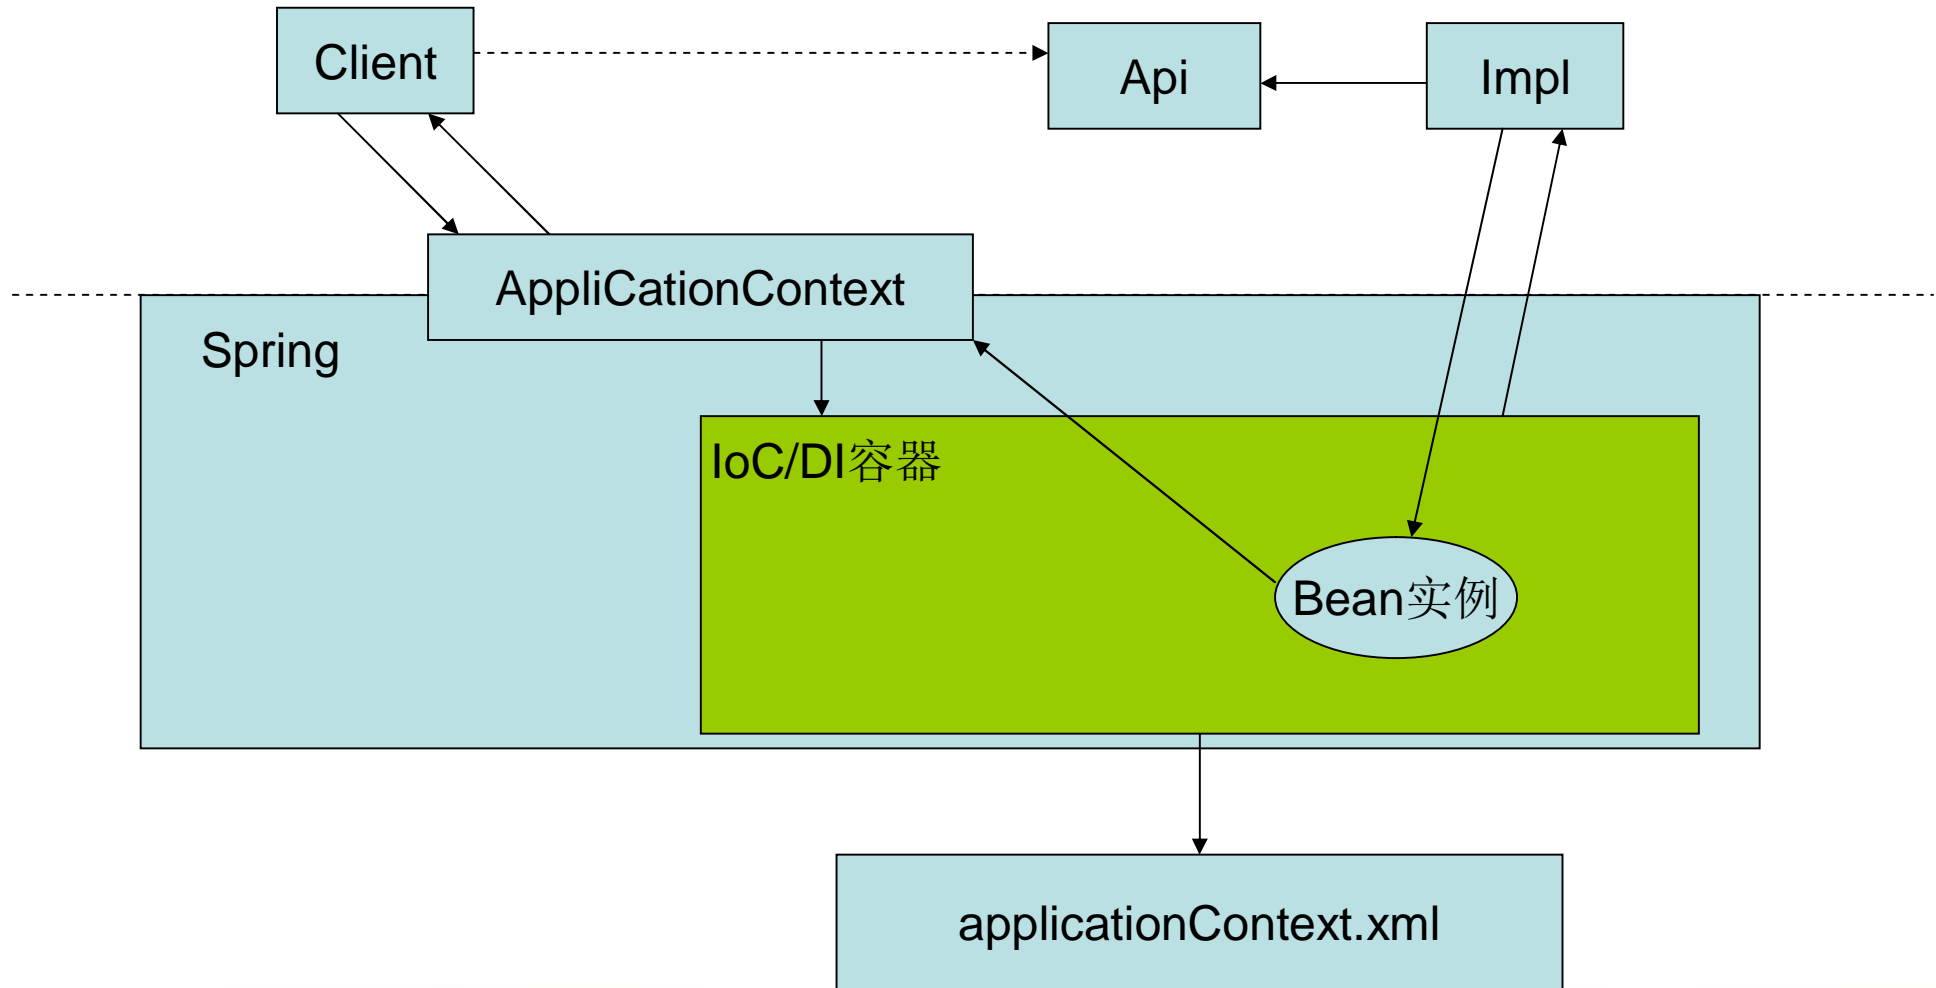 Client
Api
Impl
AppliCationContext
Spring
IoC/DI容器
Bean实例
applicationContext.xml